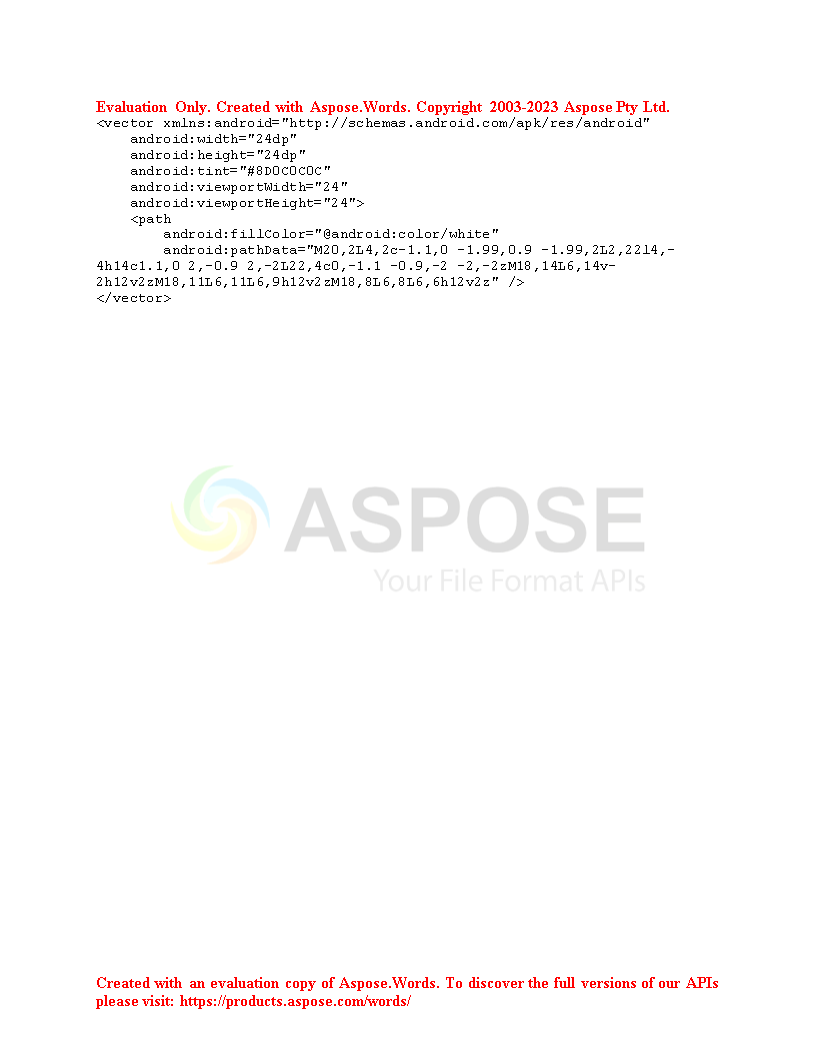 Evaluation Only. Created with Aspose.Words. Copyright 2003-2023 Aspose Pty Ltd.
<vector xmlns:android="http://schemas.android.com/apk/res/android"
    android:width="24dp"
    android:height="24dp"
    android:tint="#8D0C0C0C"
    android:viewportWidth="24"
    android:viewportHeight="24">
    <path
        android:fillColor="@android:color/white"
        android:pathData="M20,2L4,2c-1.1,0 -1.99,0.9 -1.99,2L2,22l4,-
4h14c1.1,0 2,-0.9 2,-2L22,4c0,-1.1 -0.9,-2 -2,-2zM18,14L6,14v-
2h12v2zM18,11L6,11L6,9h12v2zM18,8L6,8L6,6h12v2z" />
</vector>
ASPOSE
Your File Format APIs
Created with an evaluation copy of Aspose.Words. To discover the full versions of our APIs
please visit: https://products.aspose.com/words/